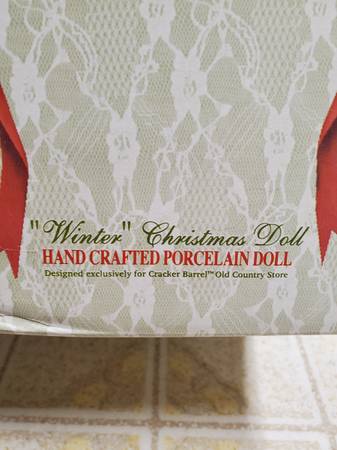 "Winter" Christmas Doll
HAND CRAFTED PORCELAIN DOLL
Designed exclusively for Cracker Barrel™ Old Country Store